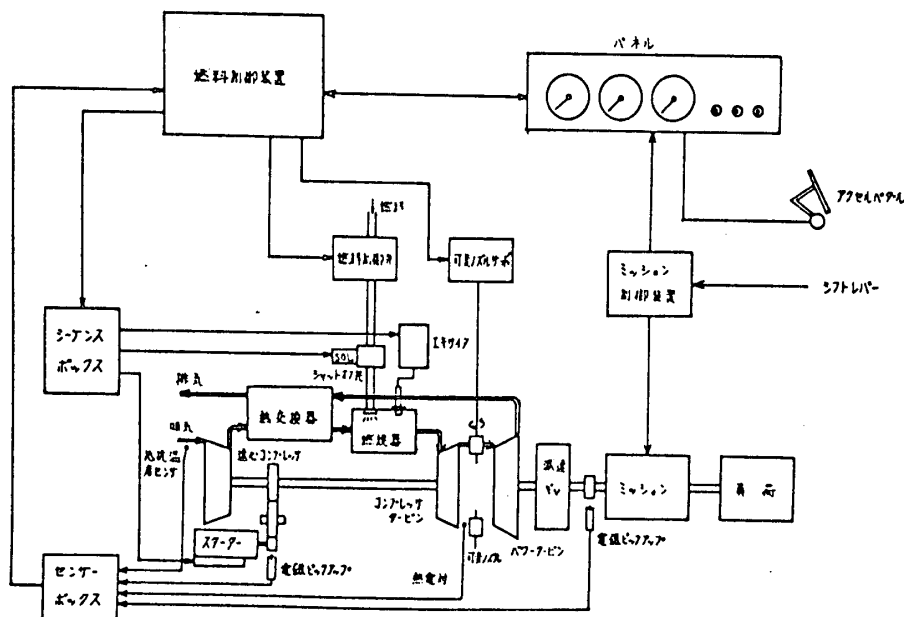 パネル
燃料制御装置
アクセルペダル
燃料
燃料制御弁
可変ノズルサーボ
ミッション
制御装置
シフトレバー
シーケンス
ボックス
SOL
エキサイタ
シャットオフ弁
排気
熱交換器
燃焼器
吸気
遠心コンプレッサ
減速
ギヤ
ミッション
負荷
コンプレッサ
タービン
スターター
パワータービン
電磁ピックアップ
可変ノズル
電磁ピックアップ
熱電対
センサー
ボックス